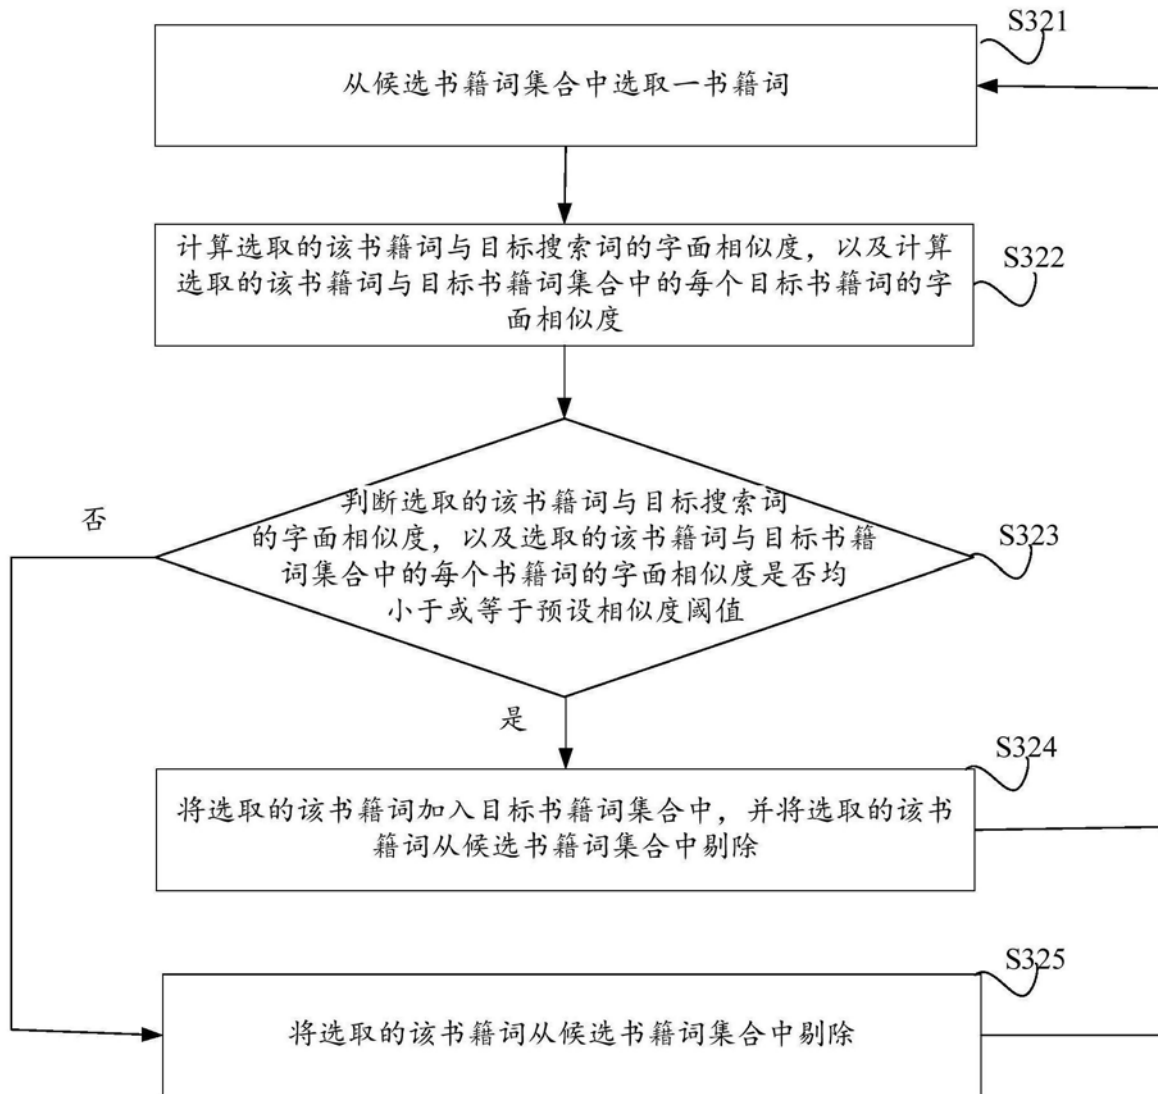 S321
从候选书籍词集合中选取一书籍词
计算选取的该书籍词与目标搜索词的字面相似度，以及计算
选取的该书籍词与目标书籍词集合中的每个目标书籍词的字
面相似度
S322
判断选取的该书籍词与目标搜索词
的字面相似度，以及选取的该书籍词与目标书籍
词集合中的每个书籍词的字面相似度是否均
小于或等于预设相似度阈值
S323
否
是
S324
将选取的该书籍词加入目标书籍词集合中，并将选取的该书
籍词从候选书籍词集合中剔除
S325
将选取的该书籍词从候选书籍词集合中剔除